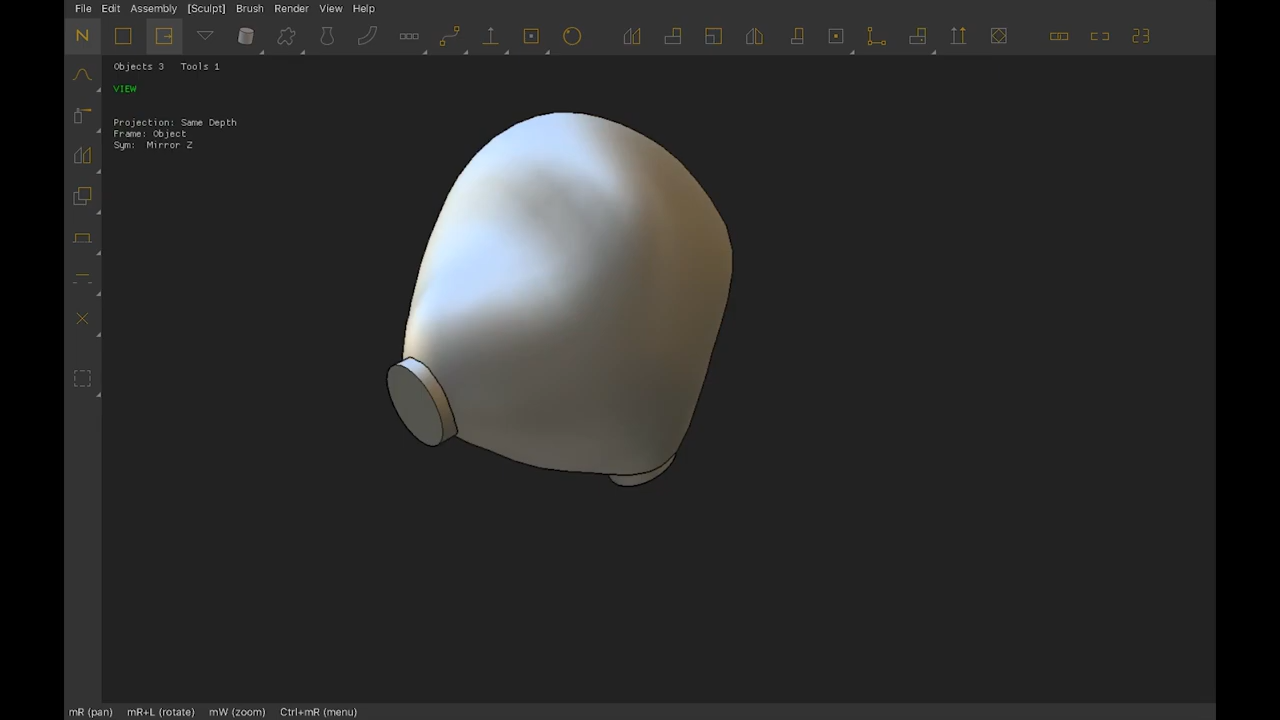 File Edit Assembly [Sculpt] Brush Render View Help
N
23
Objects 3 Tools 1
VIEW
Projection: Same Depth
Frame: Object
Sym: Mirror Z
mR (pan) mR+L (rotate) mW (zoom) Ctrl+mR (menu)